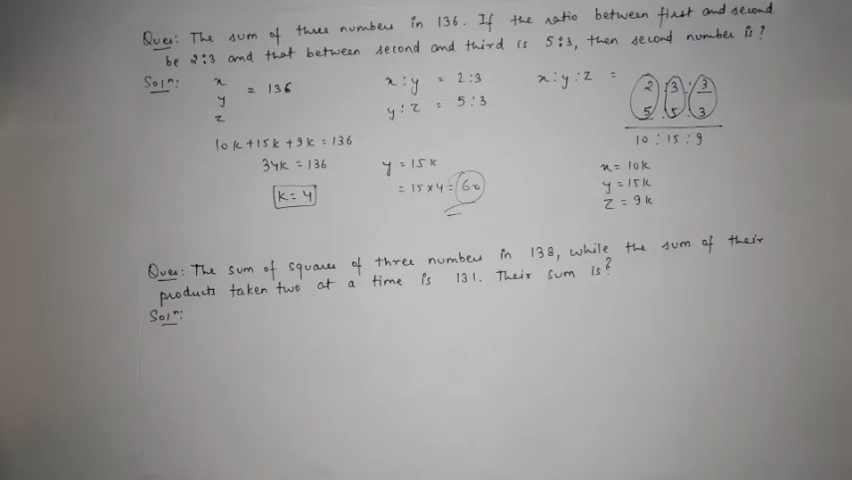 Ques: The sum of three numbers in 136. If the ratio between first and second
be 2:3 and that between second and third is 5:3, then second number is?
Solⁿ:
x
y = 136
z
x:y = 2:3
y:z = 5:3
x:y:z =
2 : 3 : 3
5 : 5 : 3
10 : 15 : 9
10k + 15k + 9k = 136
34k = 136
k = 4
y = 15k
= 15 x 4 = 60
x = 10k
y = 15k
z = 9k
Ques: The sum of squares of three numbers in 138, while the sum of their
products taken two at a time is 131. Their sum is?
Solⁿ: